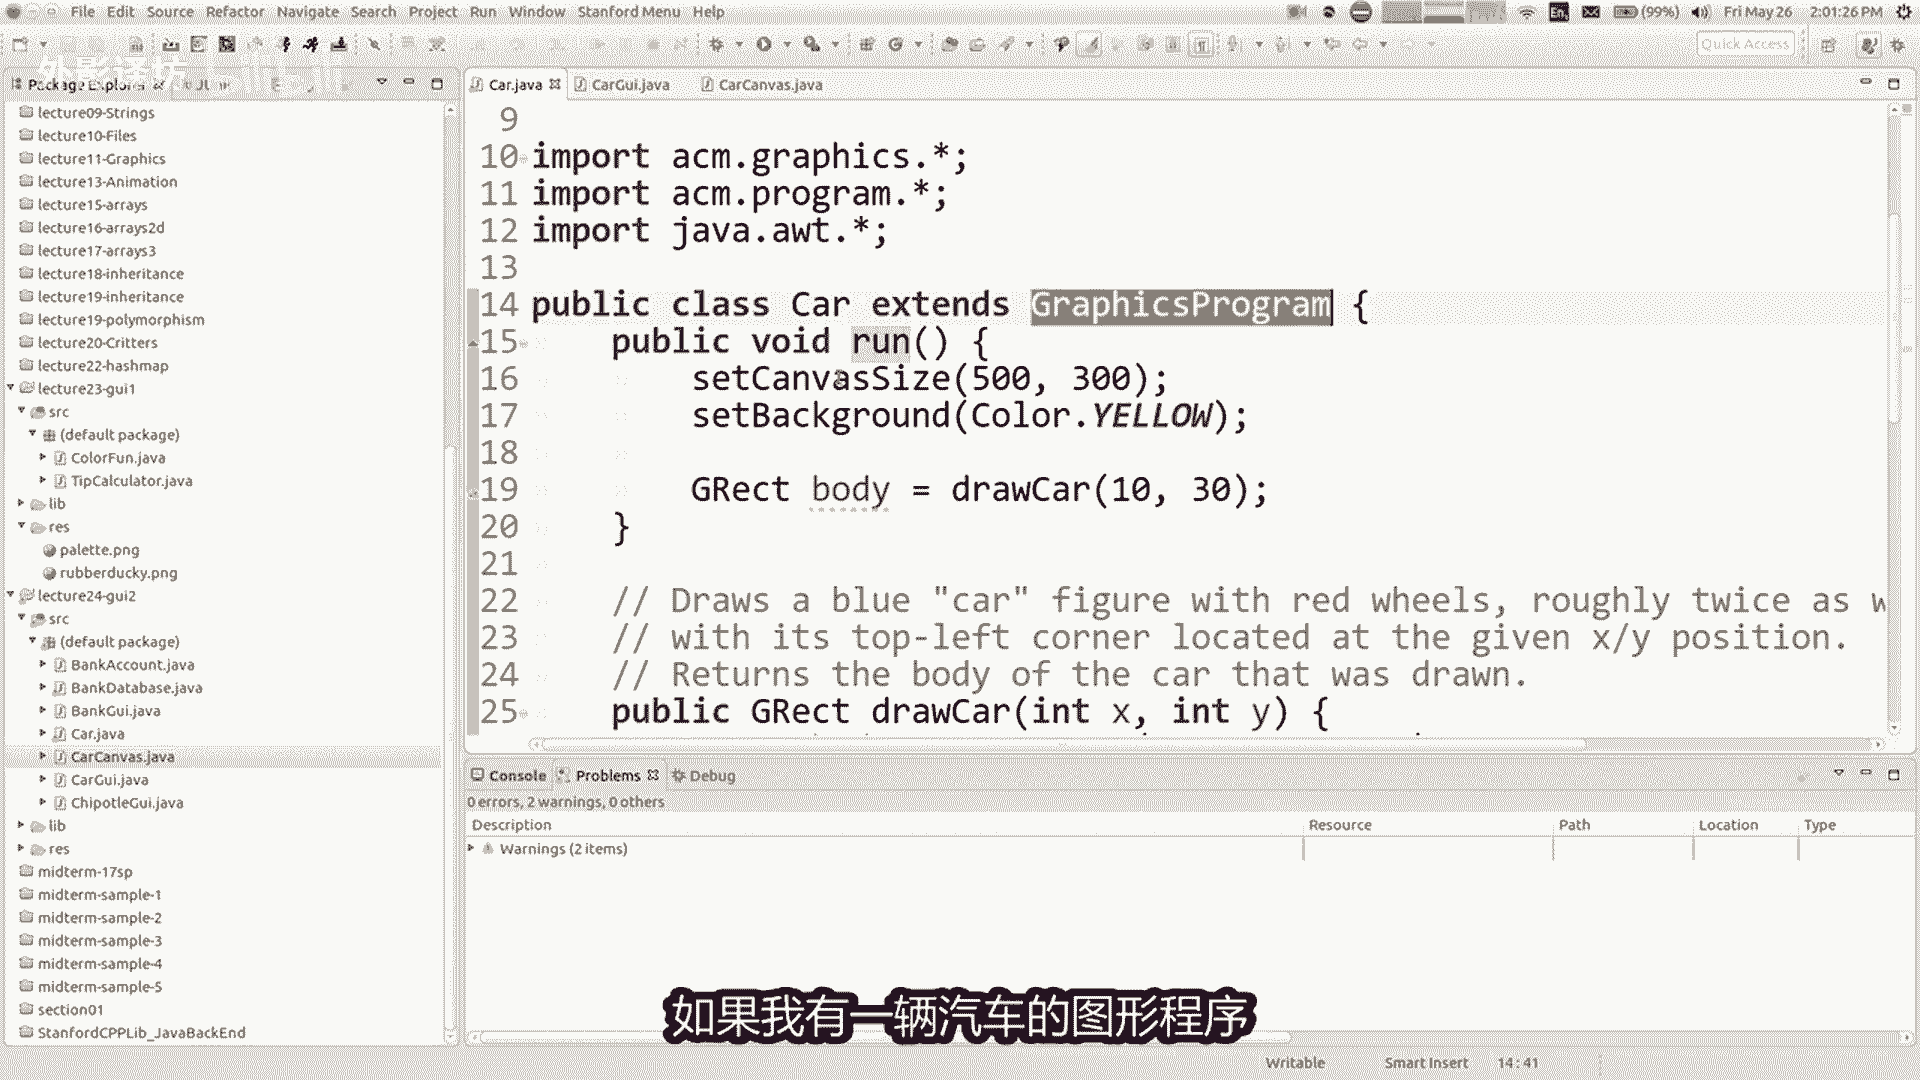 File Edit Source Refactor Navigate Search Project Run Window Stanford Menu Help
En
(99%) Fri May 26 2:01:26 PM
Quick Access
Package Explorer
lecture09-Strings
lecture10-Files
lecture11-Graphics
lecture13-Animation
lecture15-arrays
lecture16-arrays2d
lecture17-arrays3
lecture18-inheritance
lecture19-inheritance
lecture19-polymorphism
lecture20-Critters
lecture22-hashmap
lecture23-gui1
src
(default package)
ColorFun.java
TipCalculator.java
lib
res
palette.png
rubberducky.png
lecture24-gui2
src
(default package)
BankAccount.java
BankDatabase.java
BankGui.java
Car.java
CarCanvas.java
CarGui.java
ChipotleGui.java
lib
res
midterm-17sp
midterm-sample-1
midterm-sample-2
midterm-sample-3
midterm-sample-4
midterm-sample-5
section01
StanfordCPPLib_JavaBackEnd
Car.java CarGui.java CarCanvas.java
9
10 import acm.graphics.*;
11 import acm.program.*;
12 import java.awt.*;
13
14 public class Car extends GraphicsProgram {
15 public void run() {
16 setCanvasSize(500, 300);
17 setBackground(Color.YELLOW);
18
19 GRect body = drawCar(10, 30);
20 }
21
22 // Draws a blue "car" figure with red wheels, roughly twice as w
23 // with its top-left corner located at the given x/y position.
24 // Returns the body of the car that was drawn.
25 public GRect drawCar(int x, int y) {
Console Problems Debug
0 errors, 2 warnings, 0 others
Description Resource Path Location Type
Warnings (2 items)
如果我有一辆汽车的图形程序
Writable Smart Insert 14:41